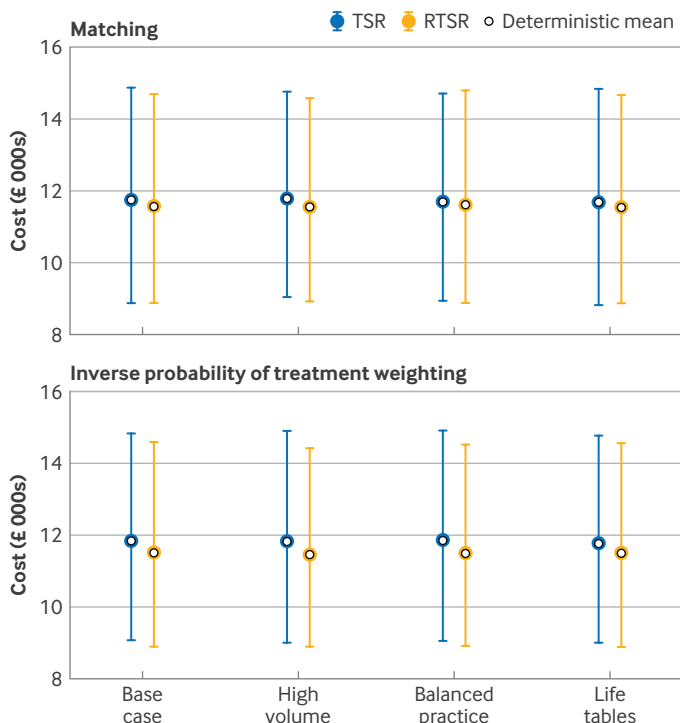 TSR RTSR Deterministic mean
Matching
Cost (£ 000s)
16
14
12
10
8
Inverse probability of treatment weighting
Cost (£ 000s)
16
14
12
10
8
Base case
High volume
Balanced practice
Life tables